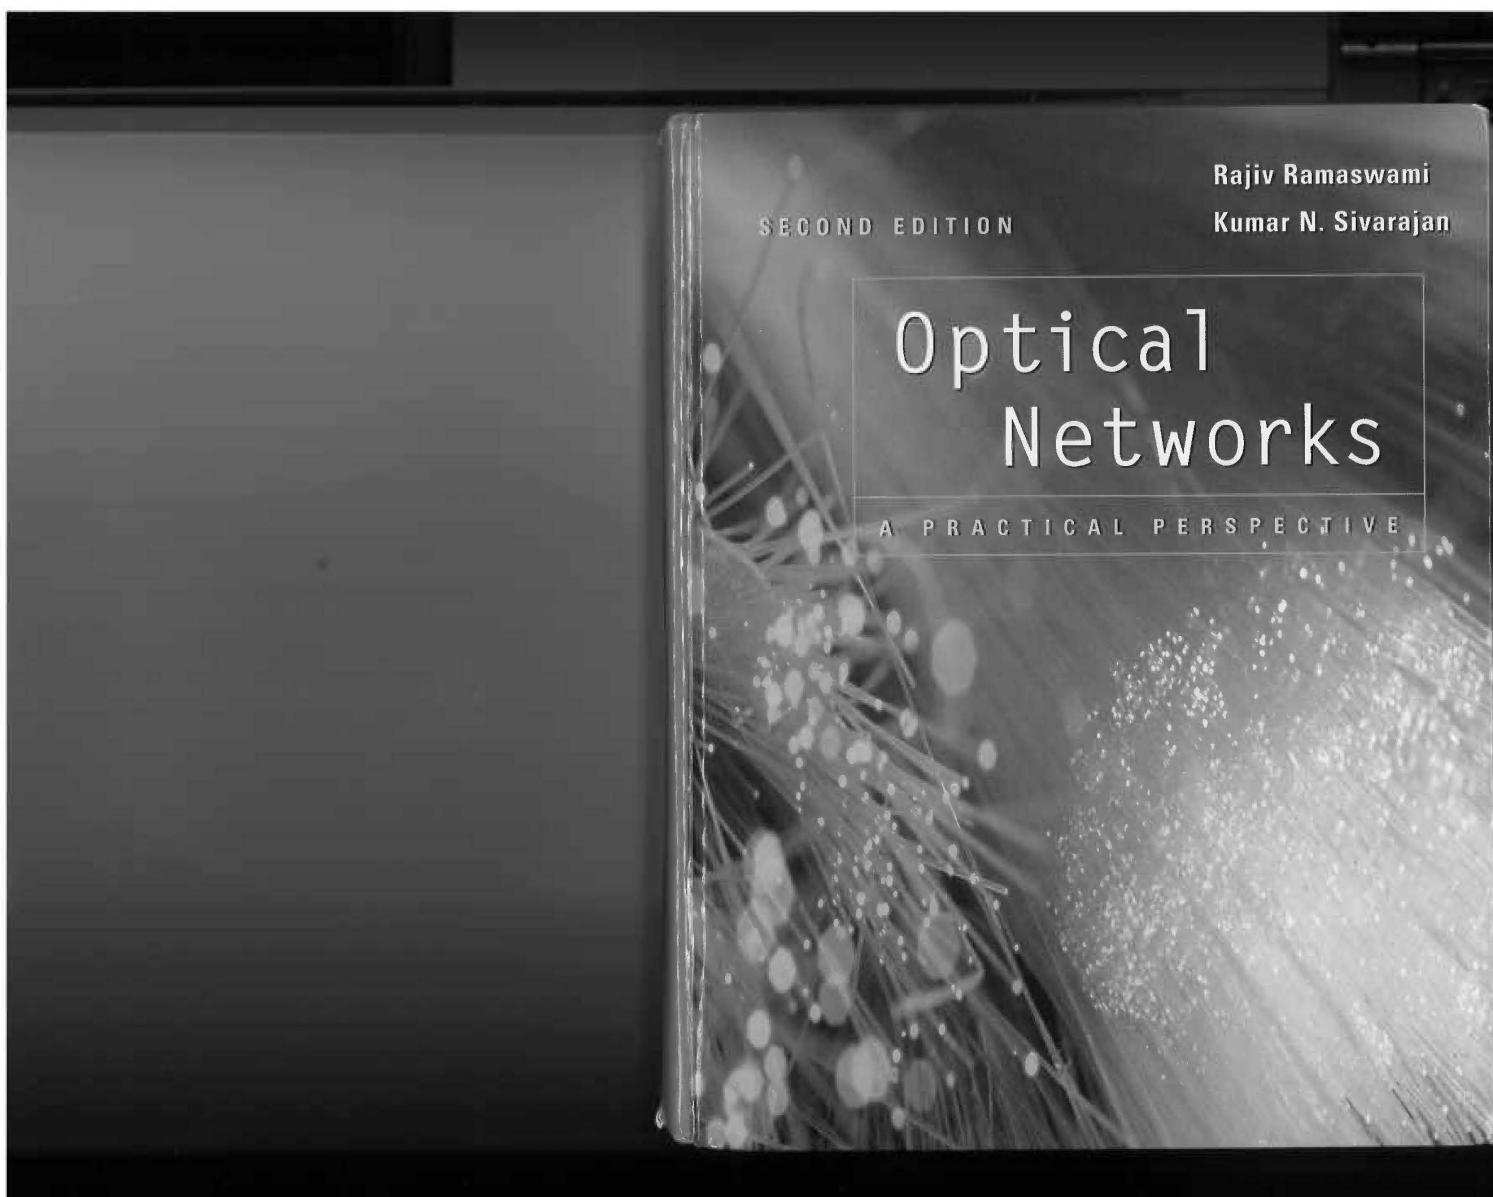 Rajiv Ramaswami
Kumar N. Sivarajan
SECOND EDITION
Optical
Networks
A PRACTICAL PERSPECTIVE